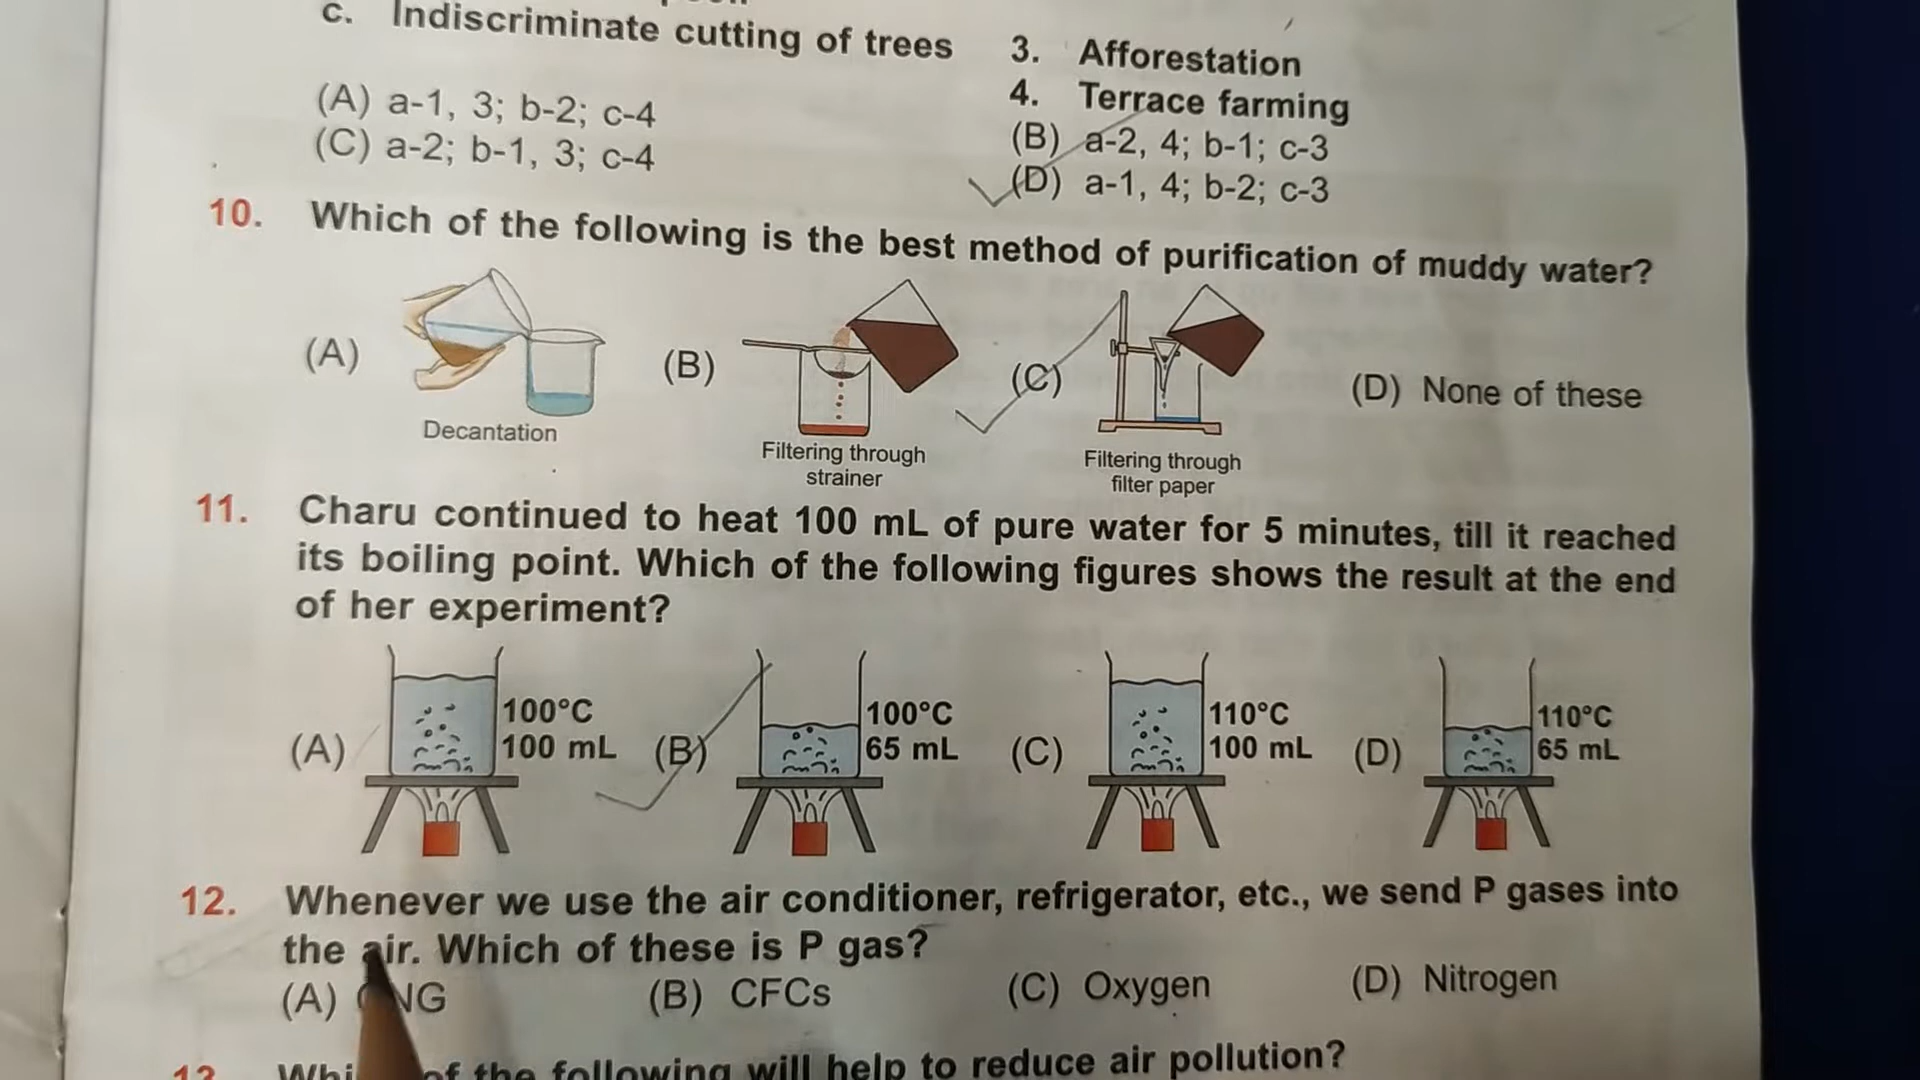 c. Indiscriminate cutting of trees
3. Afforestation
4. Terrace farming
(A) a-1, 3; b-2; c-4
(B) a-2, 4; b-1; c-3
(C) a-2; b-1, 3; c-4
(D) a-1, 4; b-2; c-3
10. Which of the following is the best method of purification of muddy water?
(A)
Decantation
(B)
Filtering through
strainer
(C)
Filtering through
filter paper
(D) None of these
11. Charu continued to heat 100 mL of pure water for 5 minutes, till it reached
its boiling point. Which of the following figures shows the result at the end
of her experiment?
(A)
100°C
100 mL
(B)
100°C
65 mL
(C)
110°C
100 mL
(D)
110°C
65 mL
12. Whenever we use the air conditioner, refrigerator, etc., we send P gases into
the air. Which of these is P gas?
(A) NG
(B) CFCs
(C) Oxygen
(D) Nitrogen
of the following will help to reduce air pollution?